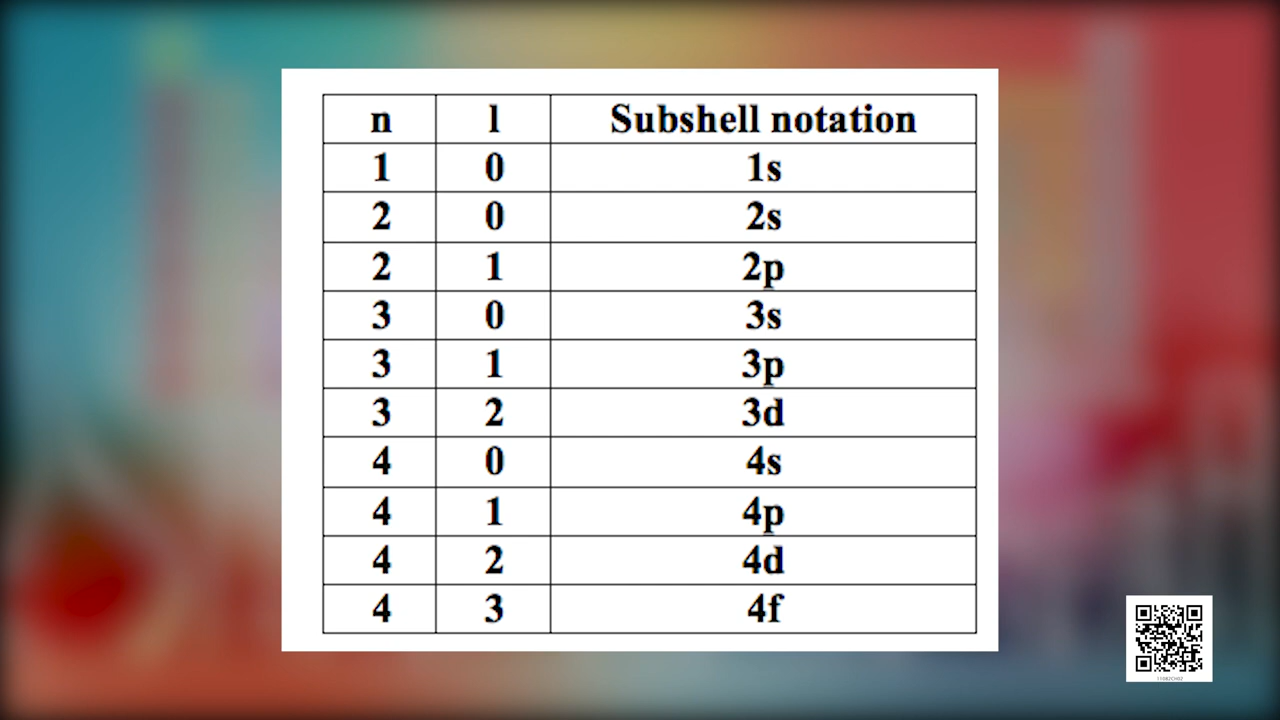 n l Subshell notation
1 0 1s
2 0 2s
2 1 2p
3 0 3s
3 1 3p
3 2 3d
4 0 4s
4 1 4p
4 2 4d
4 3 4f